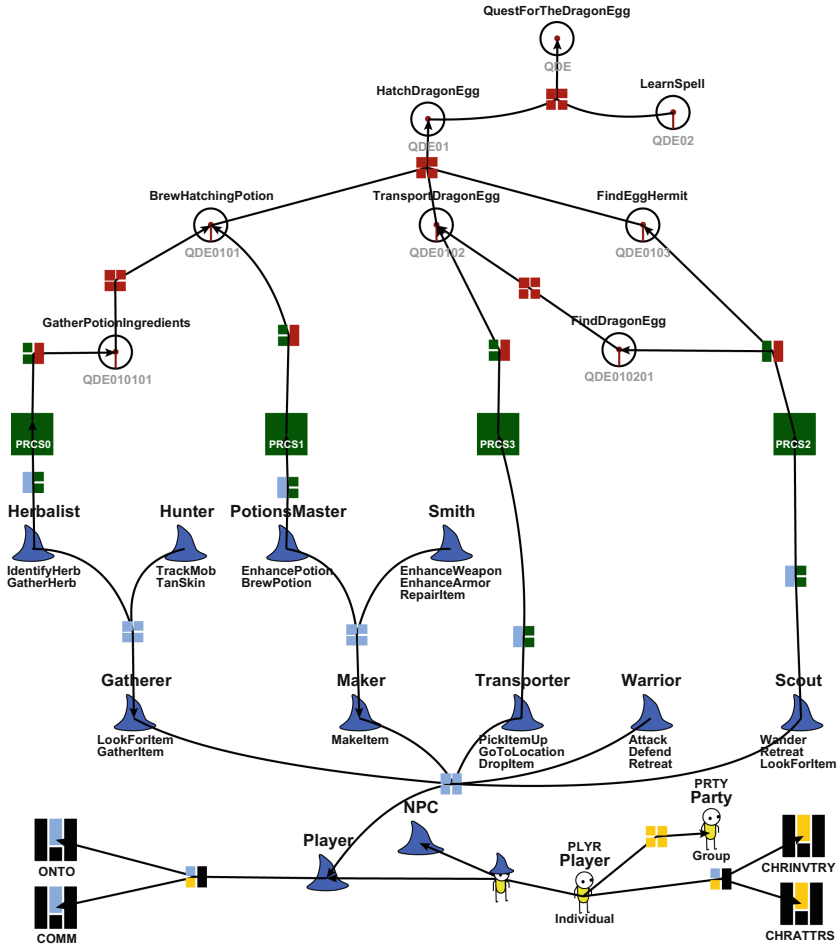 QuestForTheDragonEgg
QDE
HatchDragonEgg
LearnSpell
QDE01
QDE02
BrewHatchingPotion
TransportDragonEgg
FindEggHermit
QDE0101
QDE0102
QDE0103
GatherPotionIngredients
FindDragonEgg
QDE010101
QDE010201
PRCS0
PRCS1
PRCS3
PRCS2
Herbalist
Hunter
PotionsMaster
Smith
IdentifyHerb
GatherHerb
TrackMob
TanSkin
EnhancePotion
BrewPotion
EnhanceWeapon
EnhanceArmor
RepairItem
Gatherer
Maker
Transporter
Warrior
Scout
LookForItem
GatherItem
MakeItem
PickItemUp
GoToLocation
DropItem
Attack
Defend
Retreat
Wander
Retreat
LookForItem
NPC
PRTY
Party
Player
PLYR
Player
Group
ONTO
CHRINVTRY
Individual
COMM
CHRATTRS